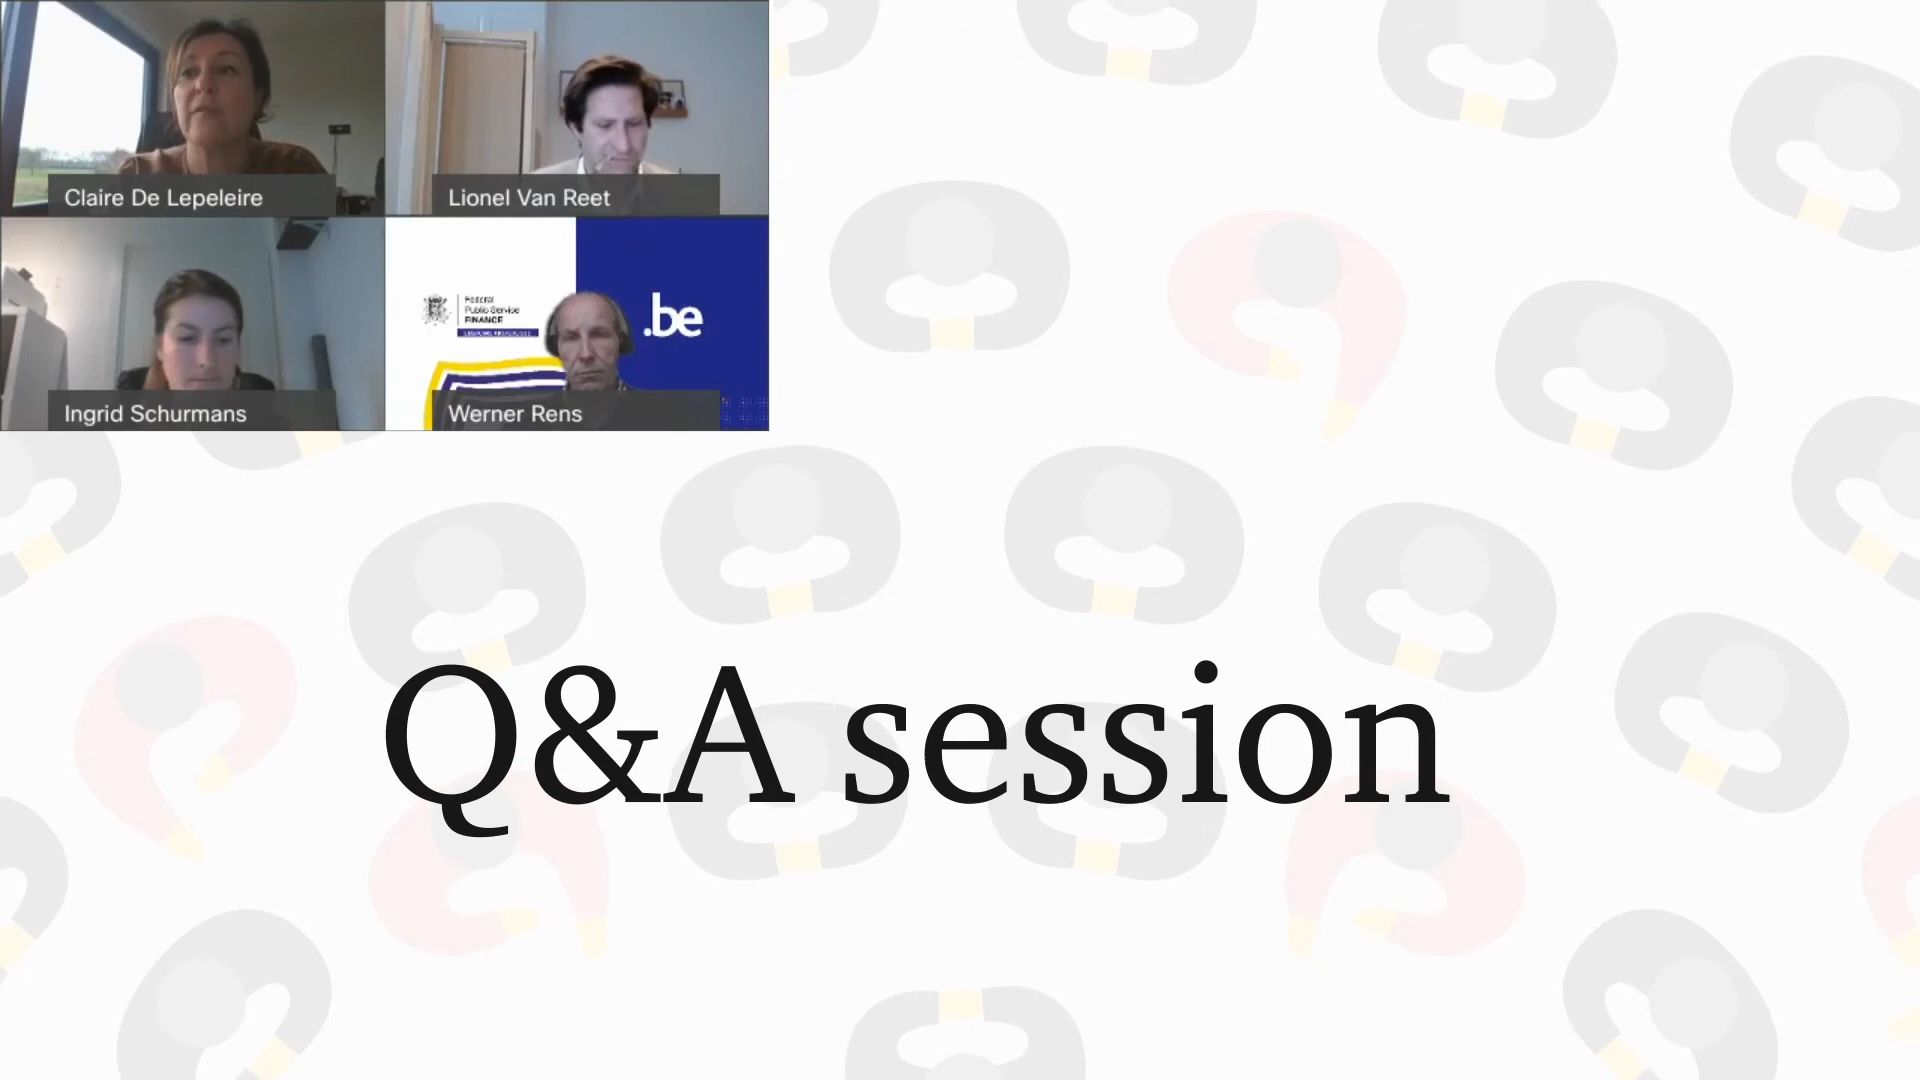 Claire De Lepeleire
Lionel Van Reet
Federal
Public Service
FINANCE
.be
Ingrid Schurmans
Werner Rens
Q&A session